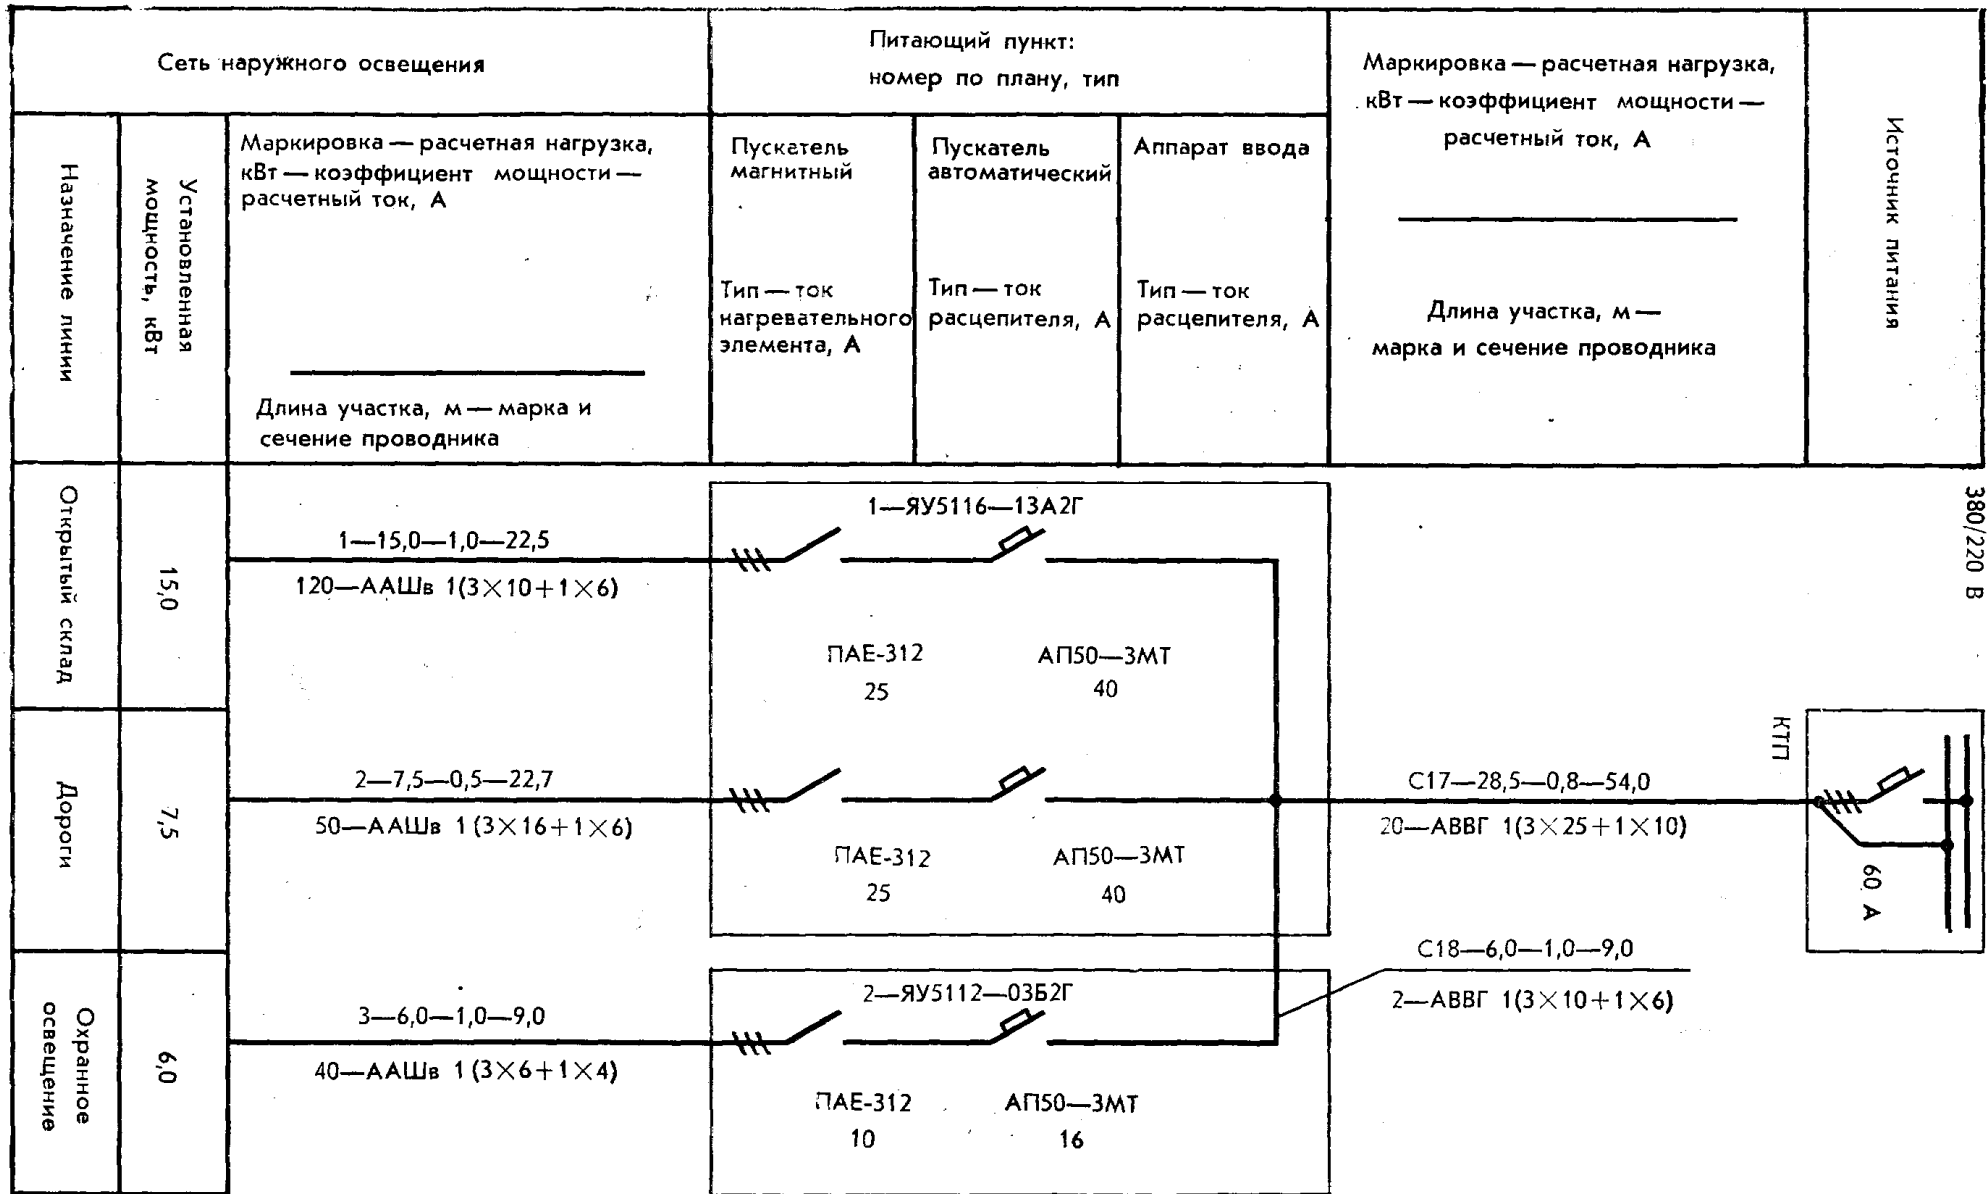 Сеть наружного освещения
Питающий пункт:
номер по плану, тип
Маркировка — расчетная нагрузка,
кВт — коэффициент мощности —
расчетный ток, А
Длина участка, м —
марка и сечение проводника
Источник питания
Назначение линии
Установленная
мощность, кВт
Маркировка — расчетная нагрузка,
кВт — коэффициент мощности —
расчетный ток, А
Длина участка, м — марка и
сечение проводника
Пускатель
магнитный
Тип — ток
нагревательного
элемента, А
Пускатель
автоматический
Тип — ток
расцепителя, А
Аппарат ввода
Тип — ток
расцепителя, А
380/220 В
Открытый склад
15,0
1—15,0—1,0—22,5
120—ААШв 1(3×10+1×6)
1—ЯУ5116—13А2Г
ПАЕ-312
25
АП50—3МТ
40
Дороги
7,5
2—7,5—0,5—22,7
50—ААШв 1(3×16+1×6)
ПАЕ-312
25
АП50—3МТ
40
С17—28,5—0,8—54,0
20—АВВГ 1(3×25+1×10)
КТП
60 А
Охранное
освещение
6,0
3—6,0—1,0—9,0
40—ААШв 1(3×6+1×4)
2—ЯУ5112—03Б2Г
ПАЕ-312
10
АП50—3МТ
16
С18—6,0—1,0—9,0
2—АВВГ 1(3×10+1×6)